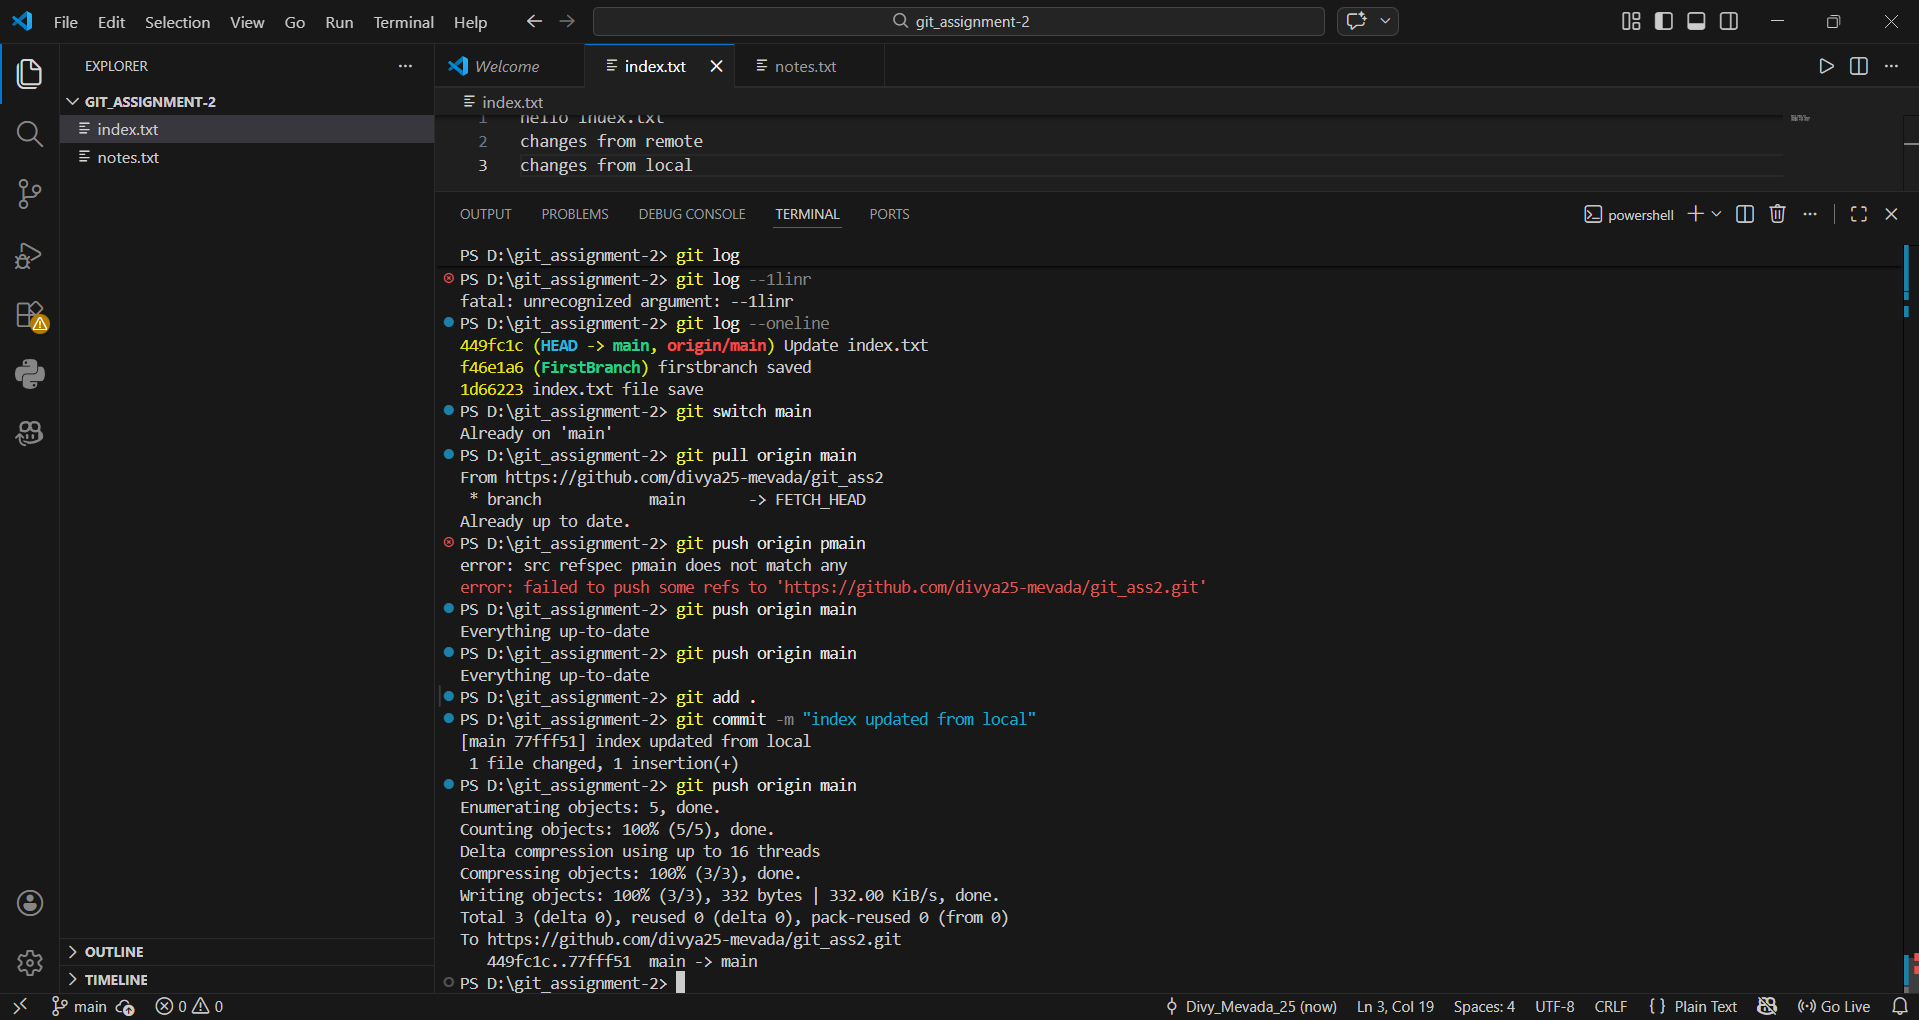 File Edit Selection View Go Run Terminal Help
git_assignment-2
EXPLORER
GIT_ASSIGNMENT-2
index.txt
notes.txt
OUTLINE
TIMELINE
Welcome
index.txt
notes.txt
index.txt
1 hello index.txt
2 changes from remote
3 changes from local
OUTPUT PROBLEMS DEBUG CONSOLE TERMINAL PORTS
powershell
PS D:\git_assignment-2> git log
PS D:\git_assignment-2> git log --1linr
fatal: unrecognized argument: --1linr
PS D:\git_assignment-2> git log --oneline
449fc1c (HEAD -> main, origin/main) Update index.txt
f46e1a6 (FirstBranch) firstbranch saved
1d66223 index.txt file save
PS D:\git_assignment-2> git switch main
Already on 'main'
PS D:\git_assignment-2> git pull origin main
From https://github.com/divya25-mevada/git_ass2
* branch main -> FETCH_HEAD
Already up to date.
PS D:\git_assignment-2> git push origin pmain
error: src refspec pmain does not match any
error: failed to push some refs to 'https://github.com/divya25-mevada/git_ass2.git'
PS D:\git_assignment-2> git push origin main
Everything up-to-date
PS D:\git_assignment-2> git push origin main
Everything up-to-date
PS D:\git_assignment-2> git add .
PS D:\git_assignment-2> git commit -m "index updated from local"
[main 77fff51] index updated from local
1 file changed, 1 insertion(+)
PS D:\git_assignment-2> git push origin main
Enumerating objects: 5, done.
Counting objects: 100% (5/5), done.
Delta compression using up to 16 threads
Compressing objects: 100% (3/3), done.
Writing objects: 100% (3/3), 332 bytes | 332.00 KiB/s, done.
Total 3 (delta 0), reused 0 (delta 0), pack-reused 0 (from 0)
To https://github.com/divya25-mevada/git_ass2.git
449fc1c..77fff51 main -> main
PS D:\git_assignment-2>
main 0 0 Divy_Mevada_25 (now) Ln 3, Col 19 Spaces: 4 UTF-8 CRLF {} Plain Text Go Live